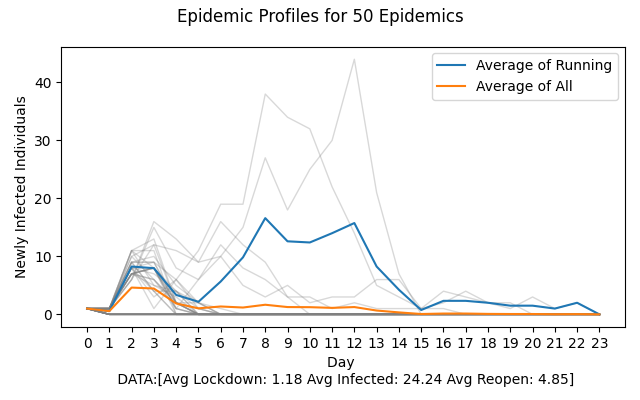 Epidemic Profiles for 50 Epidemics
Newly Infected Individuals
40
30
20
10
0
Average of Running
Average of All
0 1 2 3 4 5 6 7 8 9 10 11 12 13 14 15 16 17 18 19 20 21 22 23
Day
DATA:[Avg Lockdown: 1.18 Avg Infected: 24.24 Avg Reopen: 4.85]